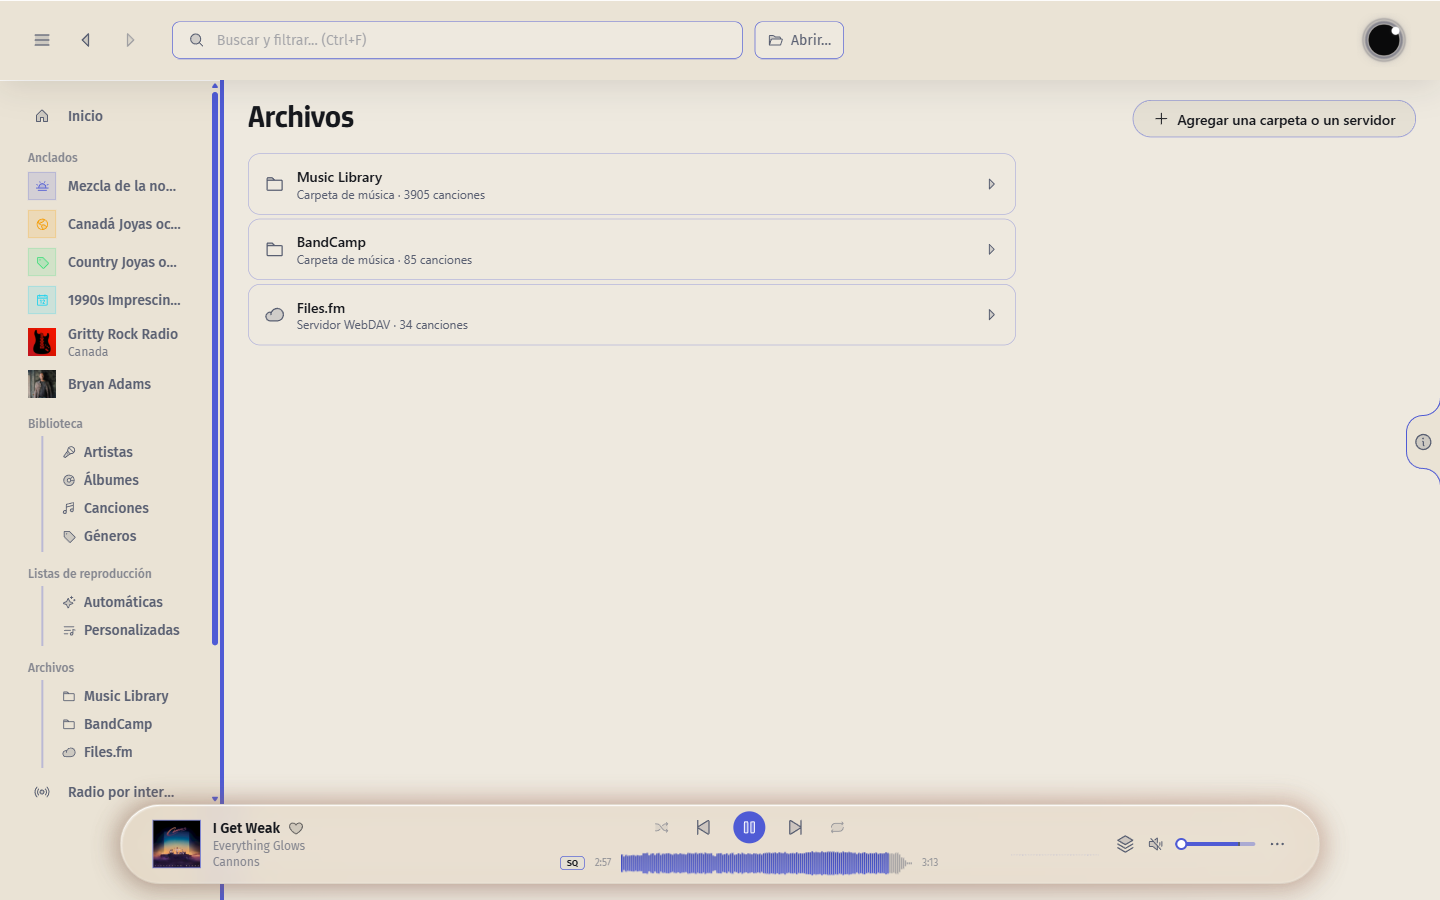 Buscar y filtrar... (Ctrl+F)
Abrir...
Inicio
Anclados
Mezcla de la no...
Canadá Joyas oc...
Country Joyas o...
1990s Imprescin...
Gritty Rock Radio
Canada
Bryan Adams
Biblioteca
Artistas
Álbumes
Canciones
Géneros
Listas de reproducción
Automáticas
Personalizadas
Archivos
Music Library
BandCamp
Files.fm
Radio por inter...
Archivos
Agregar una carpeta o un servidor
Music Library
Carpeta de música · 3905 canciones
BandCamp
Carpeta de música · 85 canciones
Files.fm
Servidor WebDAV · 34 canciones
I Get Weak
Everything Glows
Cannons
SQ
2:57
3:13